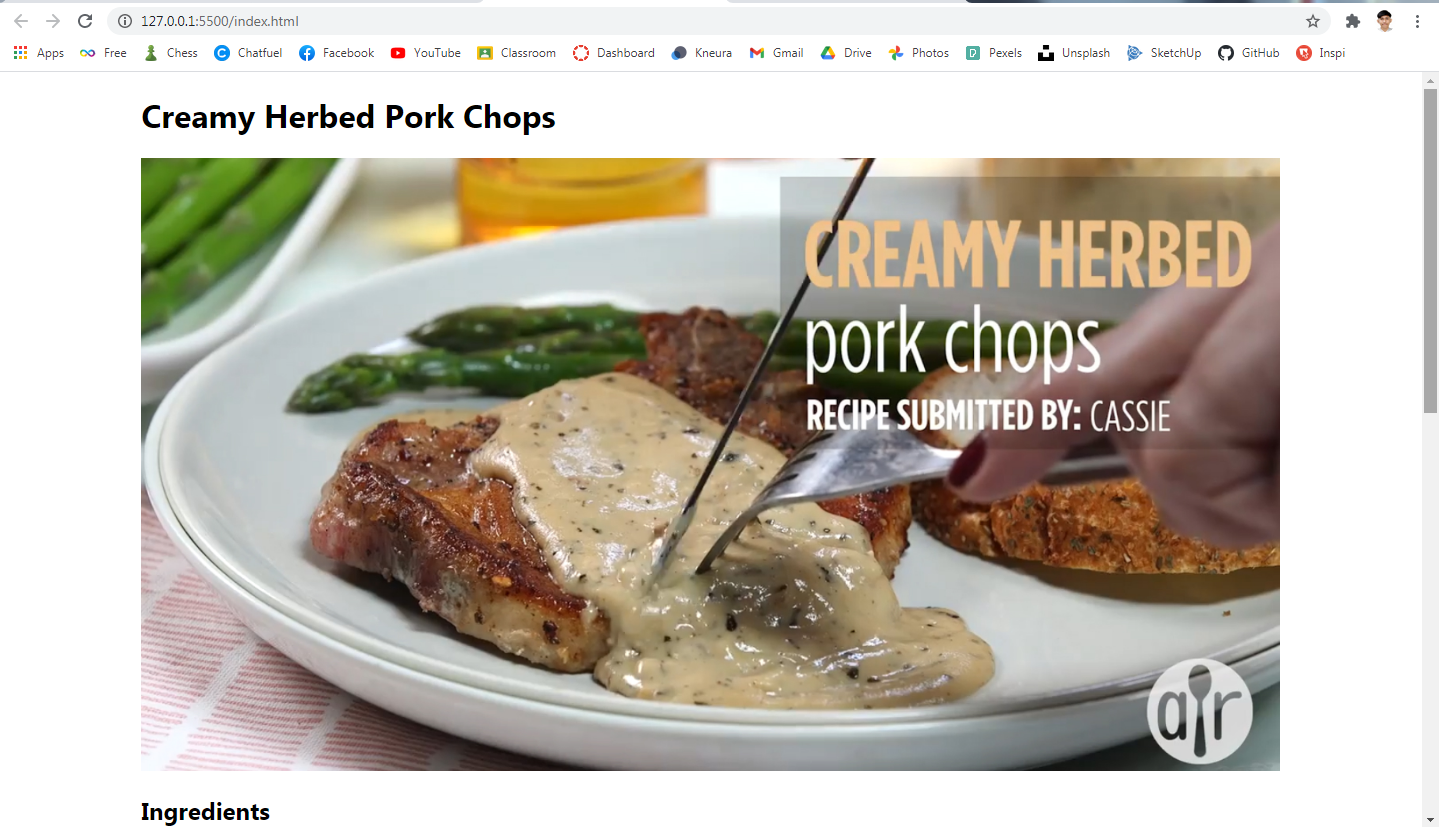 127.0.0.1:5500/index.html
Apps Free Chess Chatfuel Facebook YouTube Classroom Dashboard Kneura Gmail Drive Photos Pexels Unsplash SketchUp GitHub Inspi
Creamy Herbed Pork Chops
CREAMY HERBED
pork chops
RECIPE SUBMITTED BY: CASSIE
ar
Ingredients